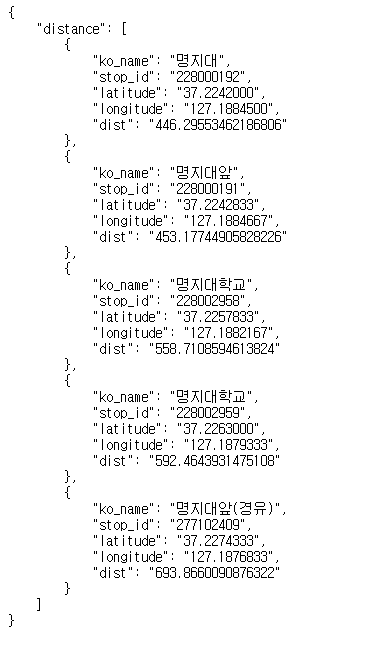 {
"distance": [
{
"ko_name": "명지대",
"stop_id": "228000192",
"latitude": "37.2242000",
"longitude": "127.1884500",
"dist": "446.29553462186806"
},
{
"ko_name": "명지대앞",
"stop_id": "228000191",
"latitude": "37.2242833",
"longitude": "127.1884667",
"dist": "453.17744905828226"
},
{
"ko_name": "명지대학교",
"stop_id": "228002958",
"latitude": "37.2257833",
"longitude": "127.1882167",
"dist": "558.7108594613824"
},
{
"ko_name": "명지대학교",
"stop_id": "228002959",
"latitude": "37.2263000",
"longitude": "127.1879333",
"dist": "592.4643931475108"
},
{
"ko_name": "명지대앞(경유)",
"stop_id": "277102409",
"latitude": "37.2274333",
"longitude": "127.1876833",
"dist": "693.8660090876322"
}
]
}